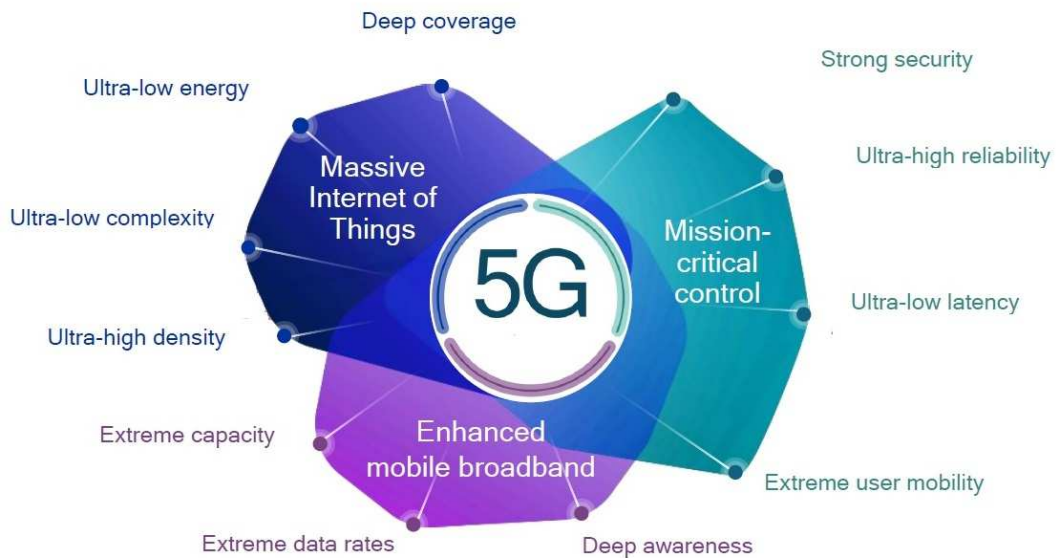 Deep coverage
Strong security
Ultra-low energy
Ultra-high reliability
Massive
Internet of
Things
Ultra-low complexity
5G
Mission-
critical
control
Ultra-low latency
Ultra-high density
Extreme capacity
Enhanced
mobile broadband
Extreme user mobility
Extreme data rates
Deep awareness